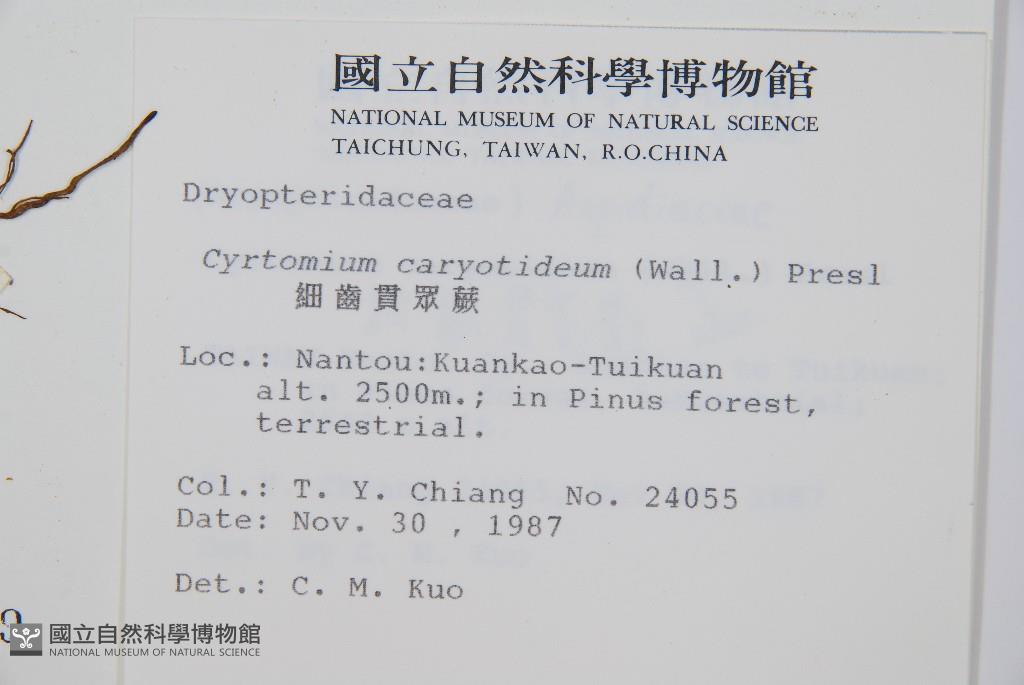 國立自然科學博物館
NATIONAL MUSEUM OF NATURAL SCIENCE
TAICHUNG, TAIWAN, R.O.CHINA
Dryopteridaceae
Cyrtomium caryotideum (Wall.) Presl
細齒貫眾蕨
Loc.: Nantou:Kuankao-Tuikuan
alt. 2500m.; in Pinus forest,
terrestrial.
Col.: T. Y. Chiang No. 24055
Date: Nov. 30 , 1987
Det.: C. M. Kuo
9
國立自然科學博物館
NATIONAL MUSEUM OF NATURAL SCIENCE